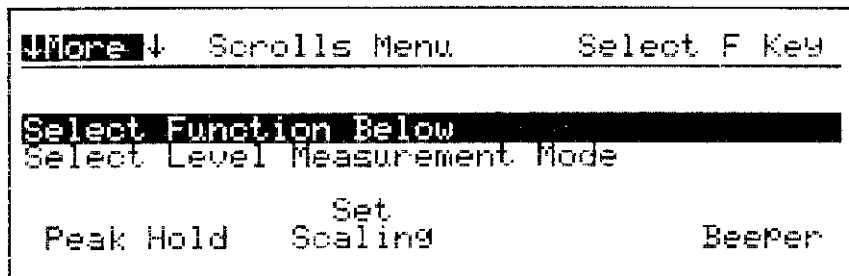 ↓More↓ Scrolls Menu Select F Key
Select Function Below
Select Level Measurement Mode
Set
Peak Hold Scaling Beeper